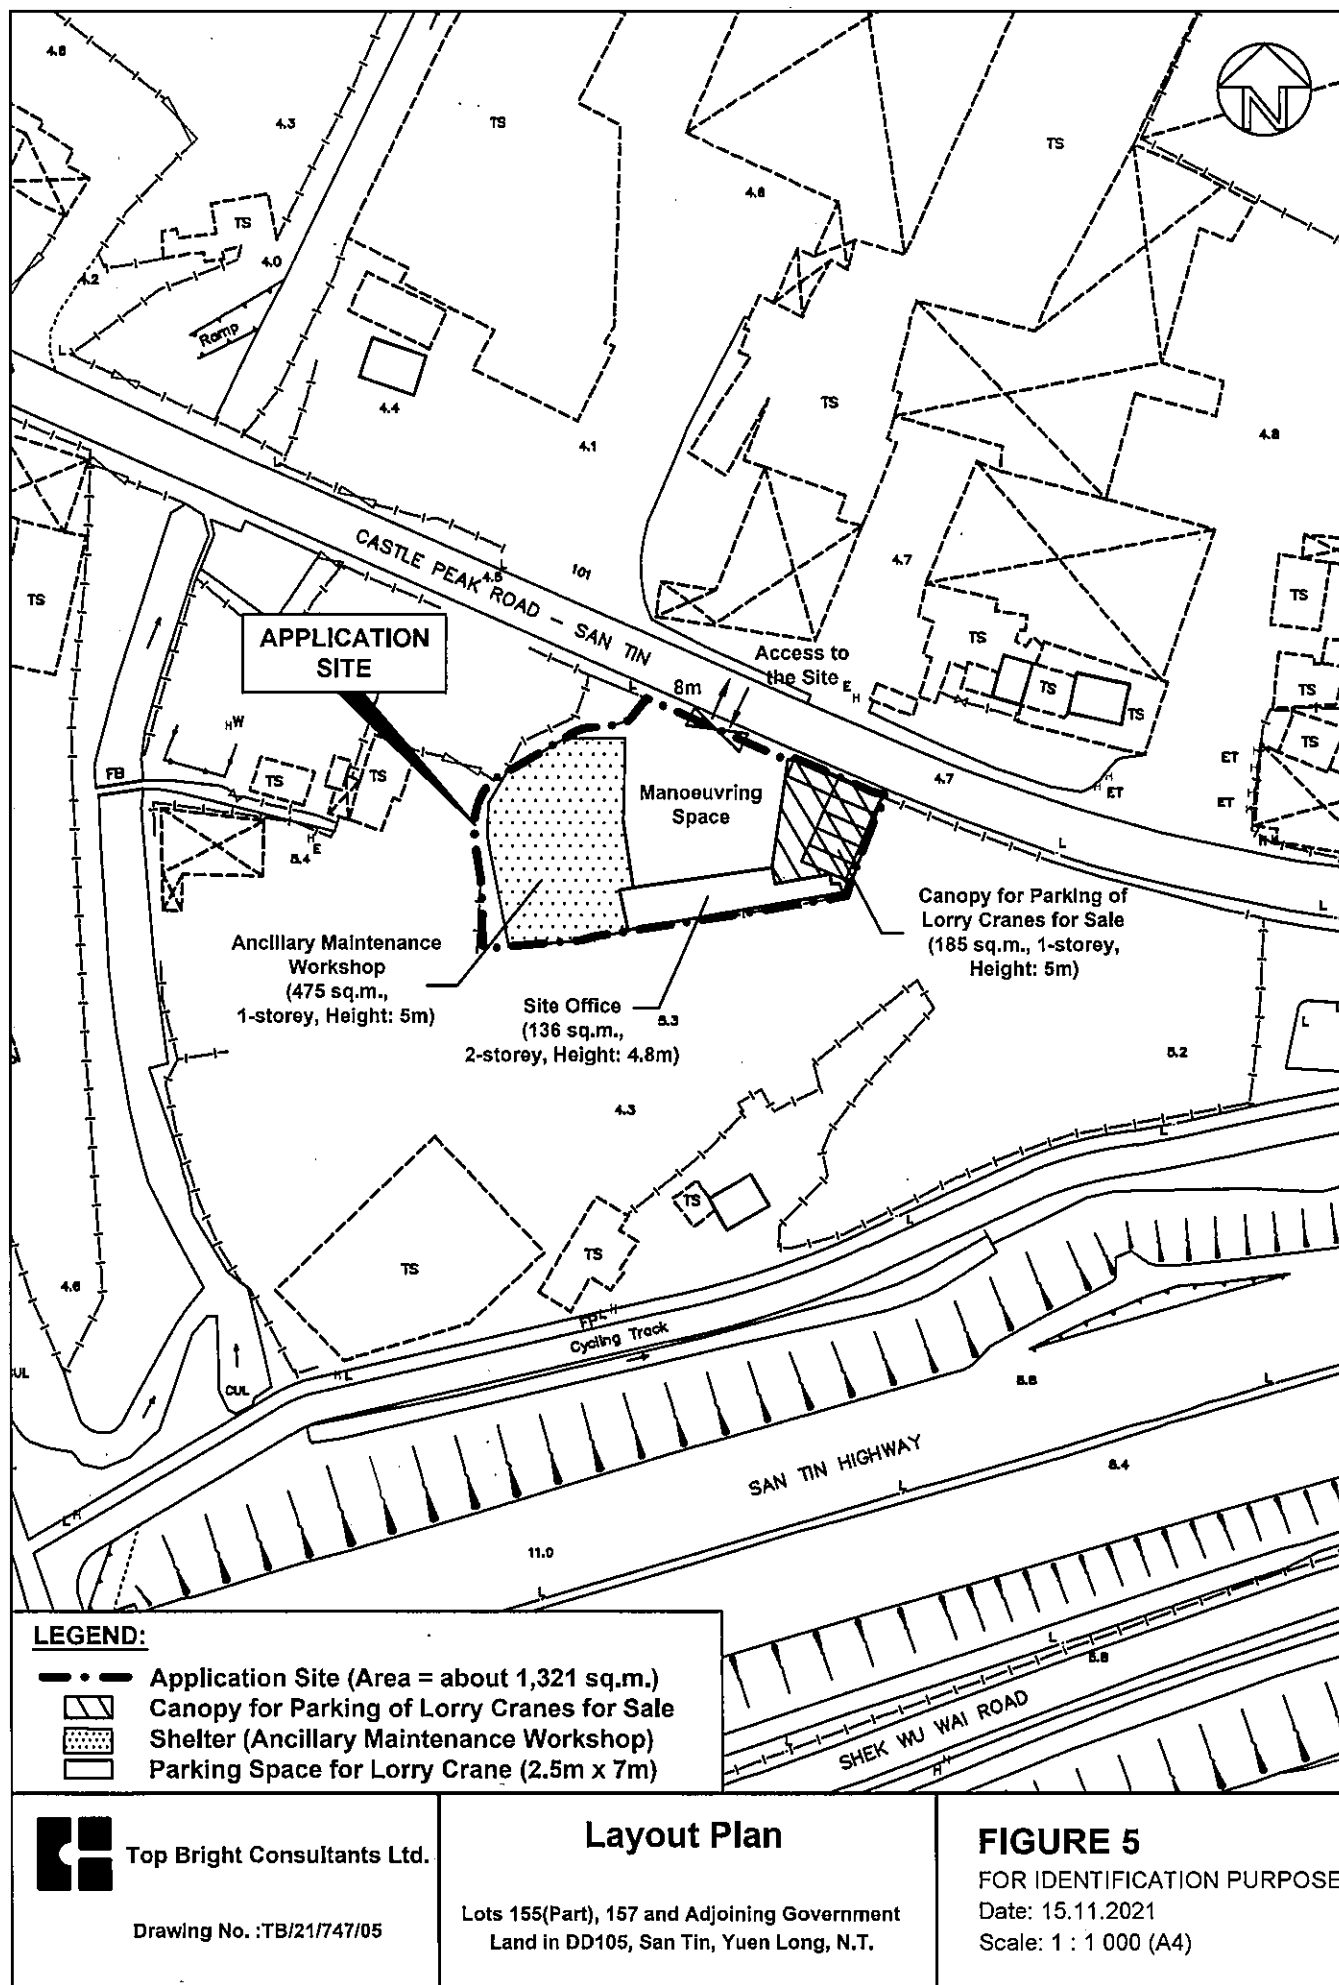 4.3
TS
TS
4.6
TS
4.0
4.2
Ramp
L
TS
4.4
4.1
4.7
101
CASTLE PEAK ROAD - SAN TIN
4.5
TS
TS
TS
TS
TS
TS
TS
APPLICATION
SITE
Access to
the Site
8m
L
E
H
4.7
ET
ET
ET
H W
FB
TS
TS
H E
Manoeuvring
Space
Canopy for Parking of
Lorry Cranes for Sale
(185 sq.m., 1-storey,
Height: 5m)
Ancillary Maintenance
Workshop
(475 sq.m.,
1-storey, Height: 5m)
Site Office
(136 sq.m.,
2-storey, Height: 4.8m)
5.3
5.2
L
4.3
TS
TS
TS
L
L
Cycling Track
CUL
SAN TIN HIGHWAY
8.4
11.0
SHEK WU WAI ROAD
LEGEND:
Application Site (Area = about 1,321 sq.m.)
Canopy for Parking of Lorry Cranes for Sale
Shelter (Ancillary Maintenance Workshop)
Parking Space for Lorry Crane (2.5m x 7m)
Top Bright Consultants Ltd.
Drawing No. :TB/21/747/05
Layout Plan
Lots 155(Part), 157 and Adjoining Government
Land in DD105, San Tin, Yuen Long, N.T.
FIGURE 5
FOR IDENTIFICATION PURPOSE
Date: 15.11.2021
Scale: 1 : 1 000 (A4)